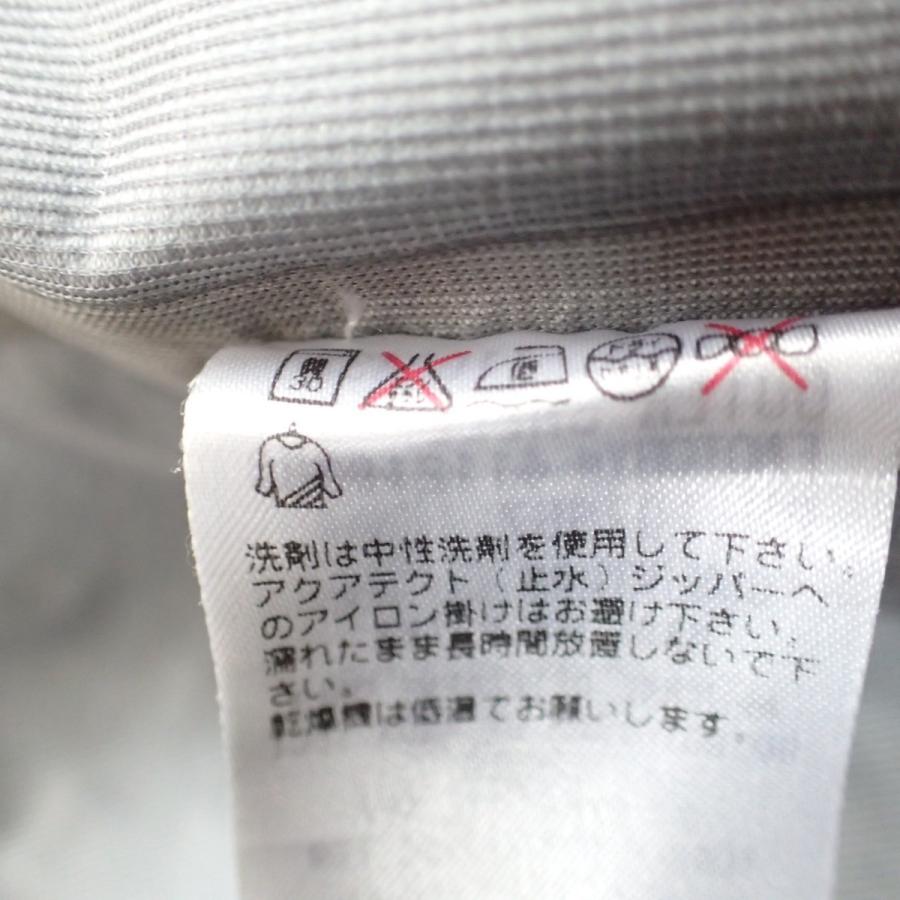 30
低
洗剤は中性洗剤を使用して下さい。
アクアテクト（止水）ジッパーへ
のアイロン掛けはお避け下さい。
濡れたまま長時間放置しないで下
さい。
乾燥機は低温でお願いします。